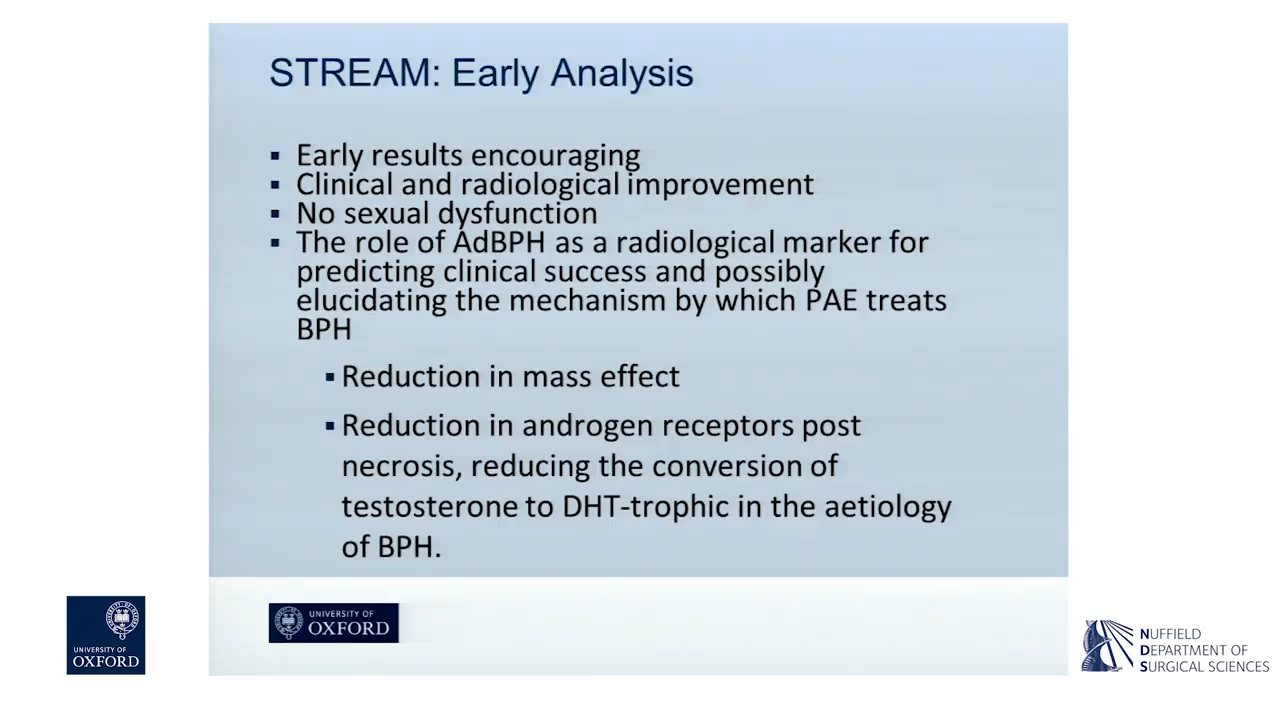 STREAM: Early Analysis
▪ Early results encouraging
▪ Clinical and radiological improvement
▪ No sexual dysfunction
▪ The role of AdBPH as a radiological marker for
predicting clinical success and possibly
elucidating the mechanism by which PAE treats
BPH
▪ Reduction in mass effect
▪ Reduction in androgen receptors post
necrosis, reducing the conversion of
testosterone to DHT-trophic in the aetiology
of BPH.
UNIVERSITY OF
OXFORD
UNIVERSITY OF
OXFORD
NUFFIELD
DEPARTMENT OF
SURGICAL SCIENCES